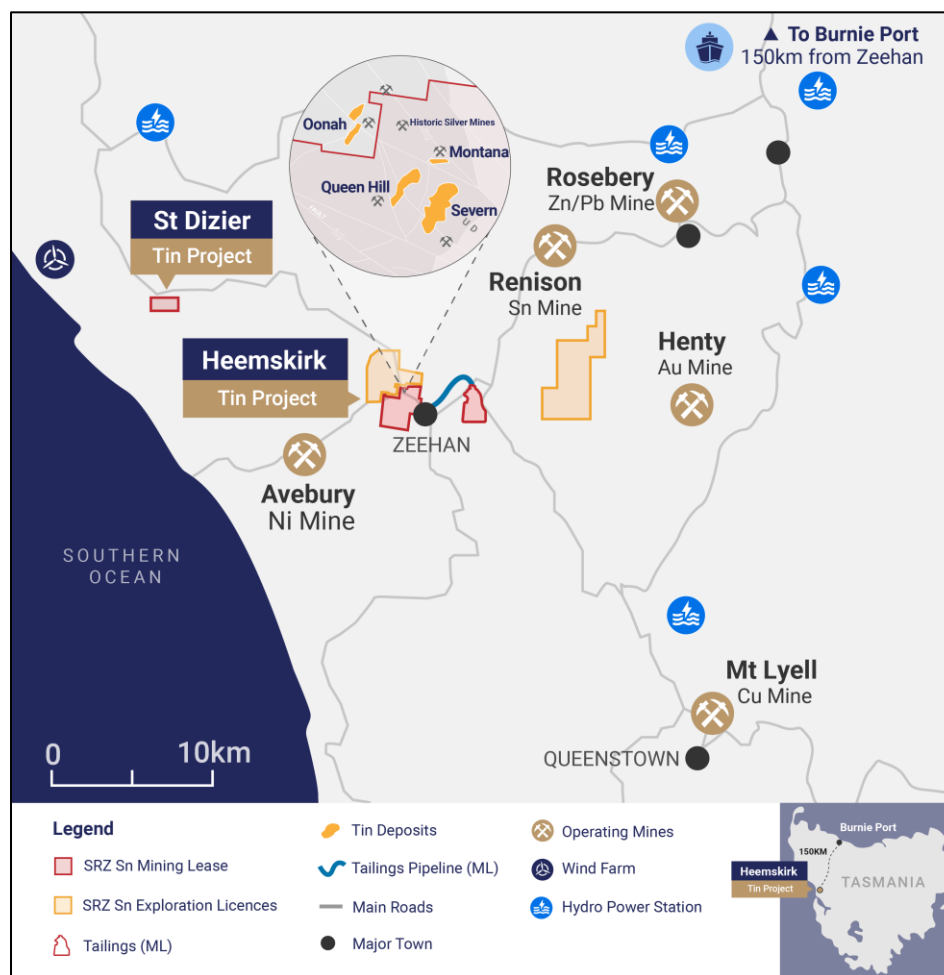 ▲ To Burnie Port
150km from Zeehan
Oonah
Historic Silver Mines
Montana
Queen Hill
Severn
U D
Rosebery
Zn/Pb Mine
St Dizier
Tin Project
Renison
Sn Mine
Henty
Au Mine
Heemskirk
Tin Project
ZEEHAN
Avebury
Ni Mine
SOUTHERN
OCEAN
Mt Lyell
Cu Mine
QUEENSTOWN
0 10km
Legend
SRZ Sn Mining Lease
SRZ Sn Exploration Licences
Tailings (ML)
Tin Deposits
Tailings Pipeline (ML)
Main Roads
Major Town
Operating Mines
Wind Farm
Hydro Power Station
Burnie Port
150KM
Heemskirk
Tin Project
TASMANIA